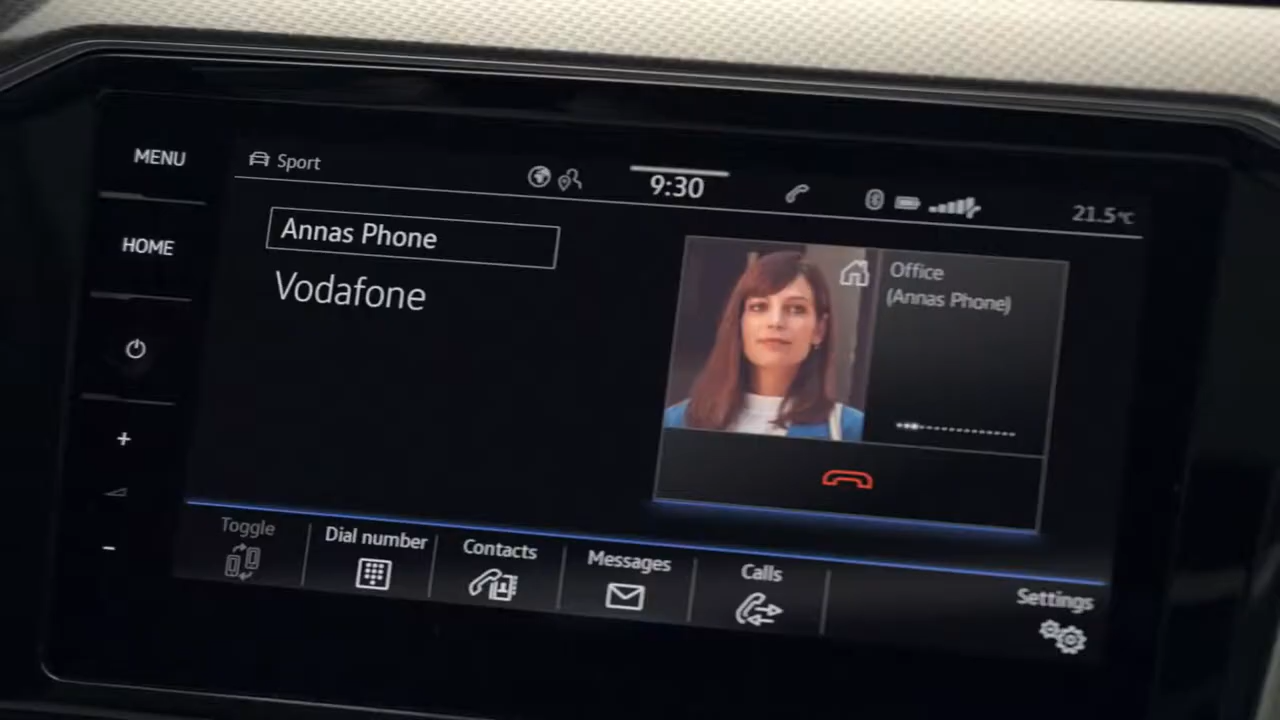 MENU
Sport
9:30
21.5°C
HOME
Annas Phone
Vodafone
Office
(Annas Phone)
+
-
Toggle
Dial number
Contacts
Messages
Calls
Settings